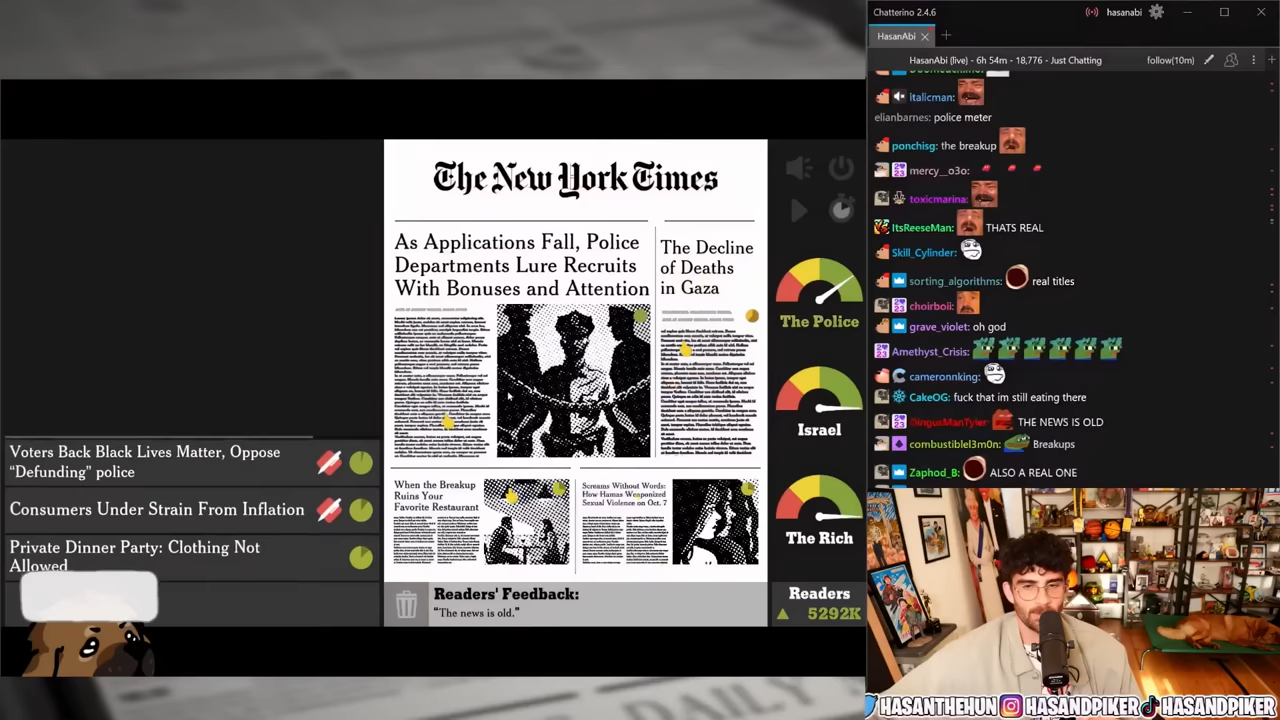 Chatterino 2.4.6
hasanabi
HasanAbi
HasanAbi (live) - 6h 54m - 18,776 - Just Chatting
follow(10m)
italicman:
elianbarnes: police meter
ponchisg: the breakup
mercy__o3o:
toxicmarina:
ItsReeseMan: THATS REAL
Skill_Cylinder:
sorting_algorithms: real titles
choirboii:
grave_violet: oh god
Amethyst_Crisis:
cameronnking:
CakeOG: fuck that im still eating there
DingusManTyler: THE NEWS IS OLD
combustiblel3m0n: Breakups
Zaphod_B: ALSO A REAL ONE
The New York Times
As Applications Fall, Police
Departments Lure Recruits
With Bonuses and Attention
The Decline
of Deaths
in Gaza
When the Breakup
Ruins Your
Favorite Restaurant
Screams Without Words:
How Hamas Weaponized
Sexual Violence on Oct. 7
The Police
Israel
The Rich
Back Black Lives Matter, Oppose
“Defunding” police
Consumers Under Strain From Inflation
Private Dinner Party: Clothing Not
Allowed
Readers' Feedback:
“The news is old.”
Readers
5292K
DAILY
HASANTHEHUN
HASANDPIKER
HASANDPIKER